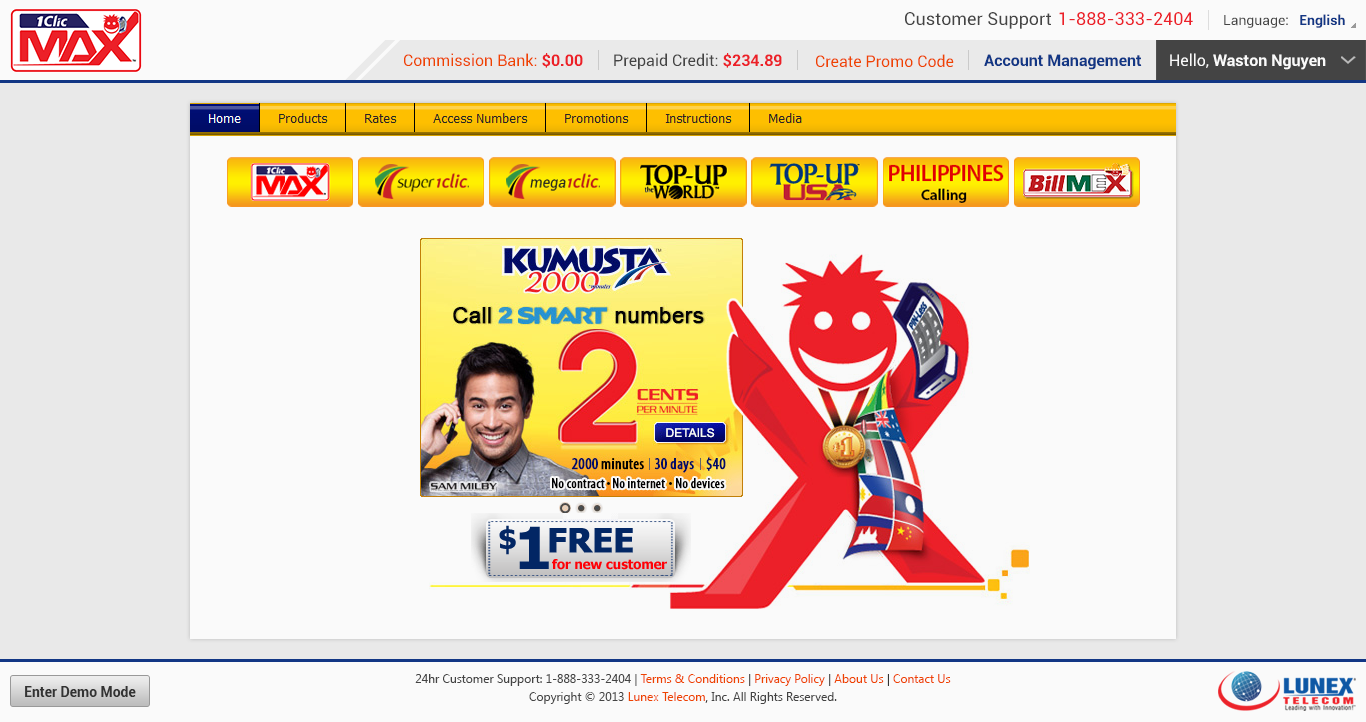 1Clic
MAX
Customer Support 1-888-333-2404
Language: English
Commission Bank: $0.00
Prepaid Credit: $234.89
Create Promo Code
Account Management
Hello, Waston Nguyen
Home Products Rates Access Numbers Promotions Instructions Media
1Clic
MAX
super1clic.
mega1clic.
TOP-UP
the WORLD™
TOP-UP
USA
PHILIPPINES
Calling
BillMEX
KUMUSTA™
2000 minutes
Call 2 SMART numbers
2 CENTS
PER MINUTE
DETAILS
2000 minutes | 30 days | $40
No contract • No internet • No devices
SAM MILBY
PIN-LESS
#1
$1 FREE
for new customer
Enter Demo Mode
24hr Customer Support: 1-888-333-2404 | Terms & Conditions | Privacy Policy | About Us | Contact Us
Copyright © 2013 Lunex Telecom, Inc. All Rights Reserved.
LUNEX
TELECOM
Leading with Innovation!